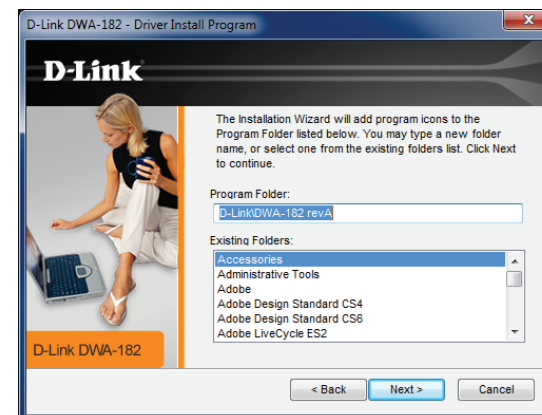 D-Link DWA-182 - Driver Install Program
D-Link
The Installation Wizard will add program icons to the
Program Folder listed below. You may type a new folder
name, or select one from the existing folders list. Click Next
to continue.
Program Folder:
D-Link\DWA-182 revA
Existing Folders:
Accessories
Administrative Tools
Adobe
Adobe Design Standard CS4
Adobe Design Standard CS6
Adobe LiveCycle ES2
D-Link DWA-182
< Back
Next >
Cancel